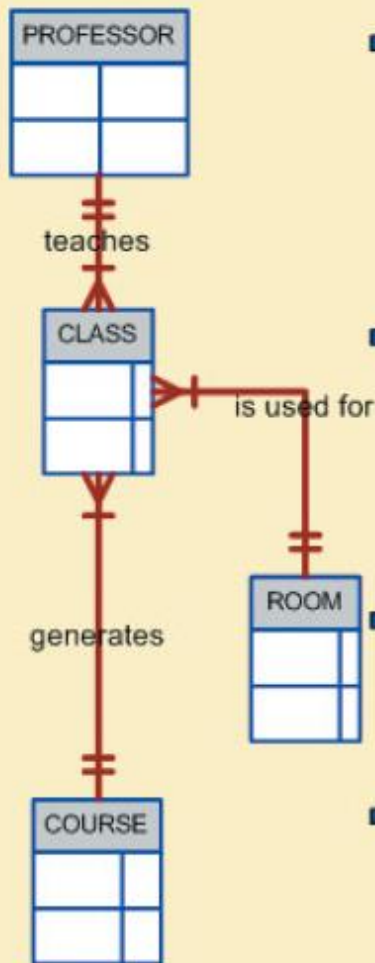 PROFESSOR
teaches
CLASS
is used for
ROOM
generates
COURSE